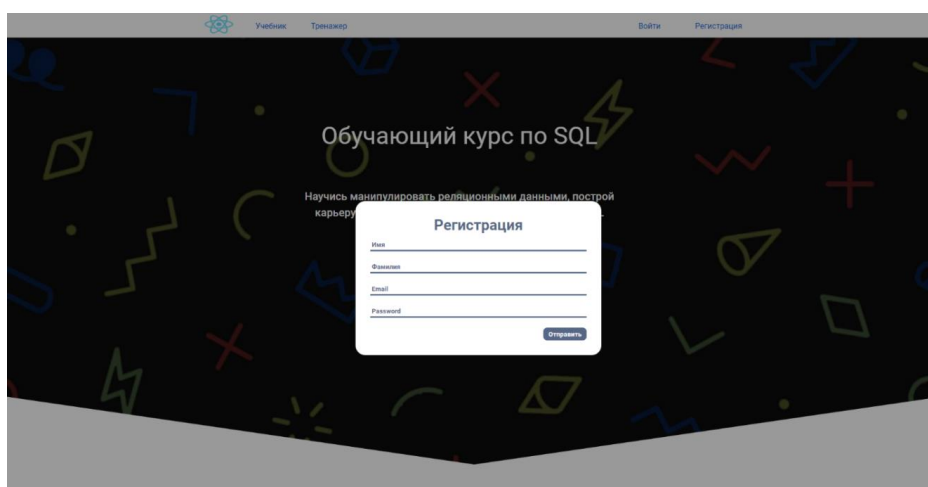 Учебник Тренажер Войти Регистрация
Обучающий курс по SQL
Научись манипулировать реляционными данными, построй
карьеру
Регистрация
Имя
Фамилия
Email
Password
Отправить